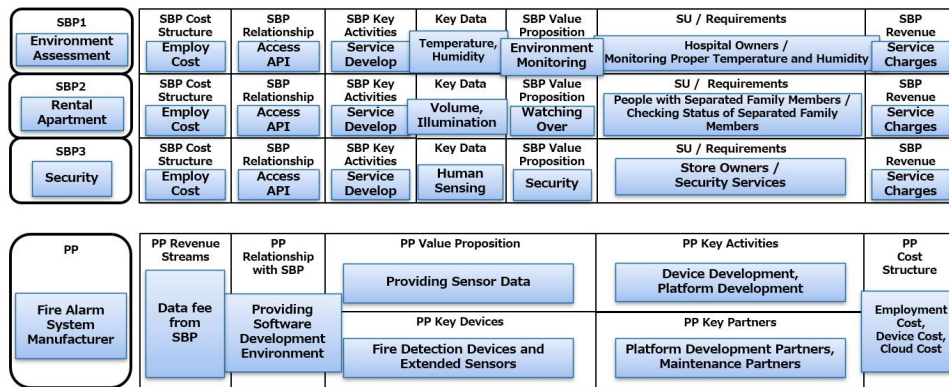 SBP1
Environment
Assessment
SBP Cost
Structure
Employ
Cost
SBP
Relationship
Access
API
SBP Key
Activities
Service
Develop
Key Data
Temperature,
Humidity
SBP Value
Proposition
Environment
Monitoring
SU / Requirements
Hospital Owners /
Monitoring Proper Temperature and Humidity
SBP
Revenue
Service
Charges
SBP2
Rental
Apartment
SBP Cost
Structure
Employ
Cost
SBP
Relationship
Access
API
SBP Key
Activities
Service
Develop
Key Data
Volume,
Illumination
SBP Value
Proposition
Watching
Over
SU / Requirements
People with Separated Family Members /
Checking Status of Separated Family
Members
SBP
Revenue
Service
Charges
SBP3
Security
SBP Cost
Structure
Employ
Cost
SBP
Relationship
Access
API
SBP Key
Activities
Service
Develop
Key Data
Human
Sensing
SBP Value
Proposition
Security
SU / Requirements
Store Owners /
Security Services
SBP
Revenue
Service
Charges
PP
Fire Alarm
System
Manufacturer
PP Revenue
Streams
Data fee
from
SBP
PP
Relationship
with SBP
Providing
Software
Development
Environment
PP Value Proposition
Providing Sensor Data
PP Key Devices
Fire Detection Devices and
Extended Sensors
PP Key Activities
Device Development,
Platform Development
PP Key Partners
Platform Development Partners,
Maintenance Partners
PP
Cost
Structure
Employment
Cost,
Device Cost,
Cloud Cost